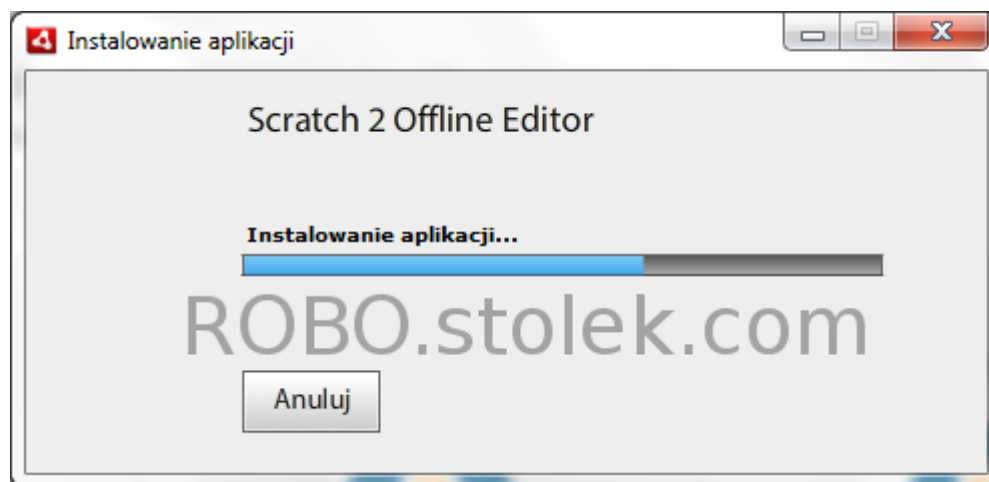 Instalowanie aplikacji
Scratch 2 Offline Editor
Instalowanie aplikacji...
ROBO.stolek.com
Anuluj